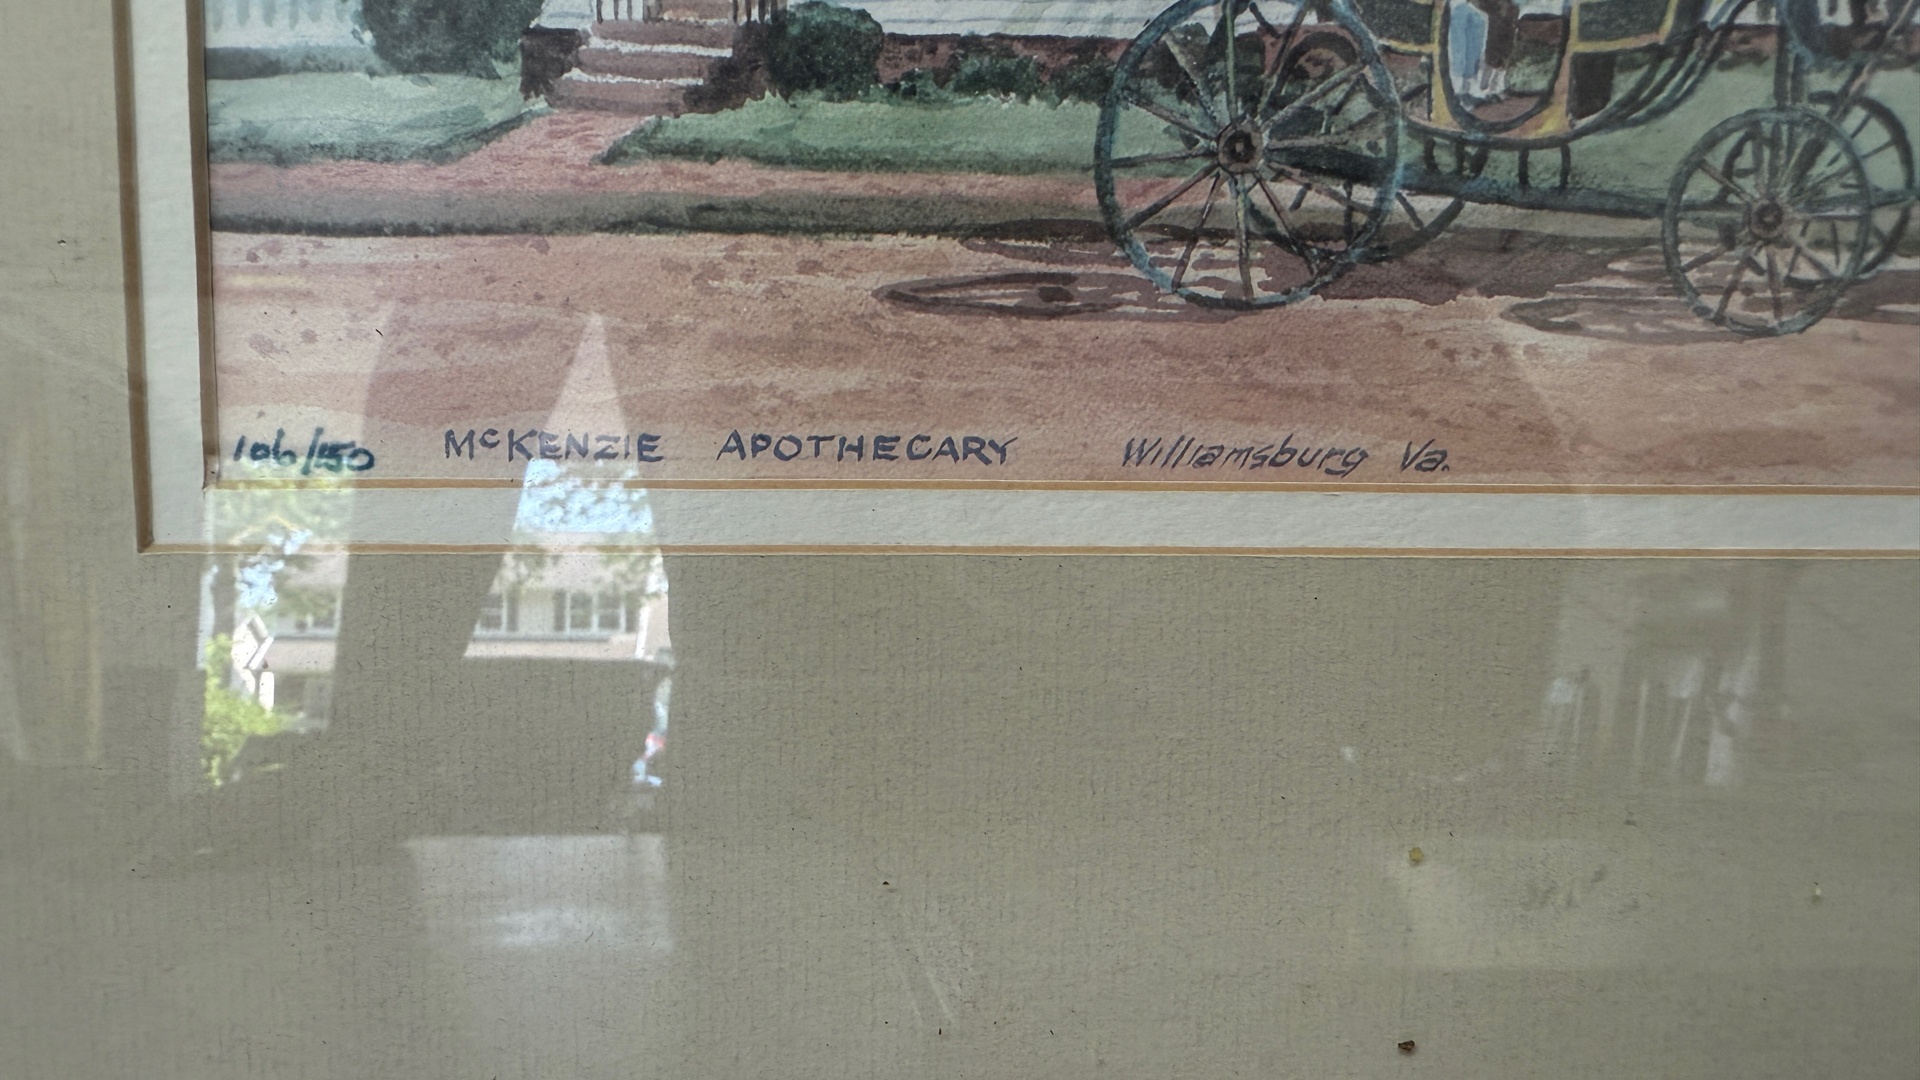 106/150 McKENZIE APOTHECARY Williamsburg Va.